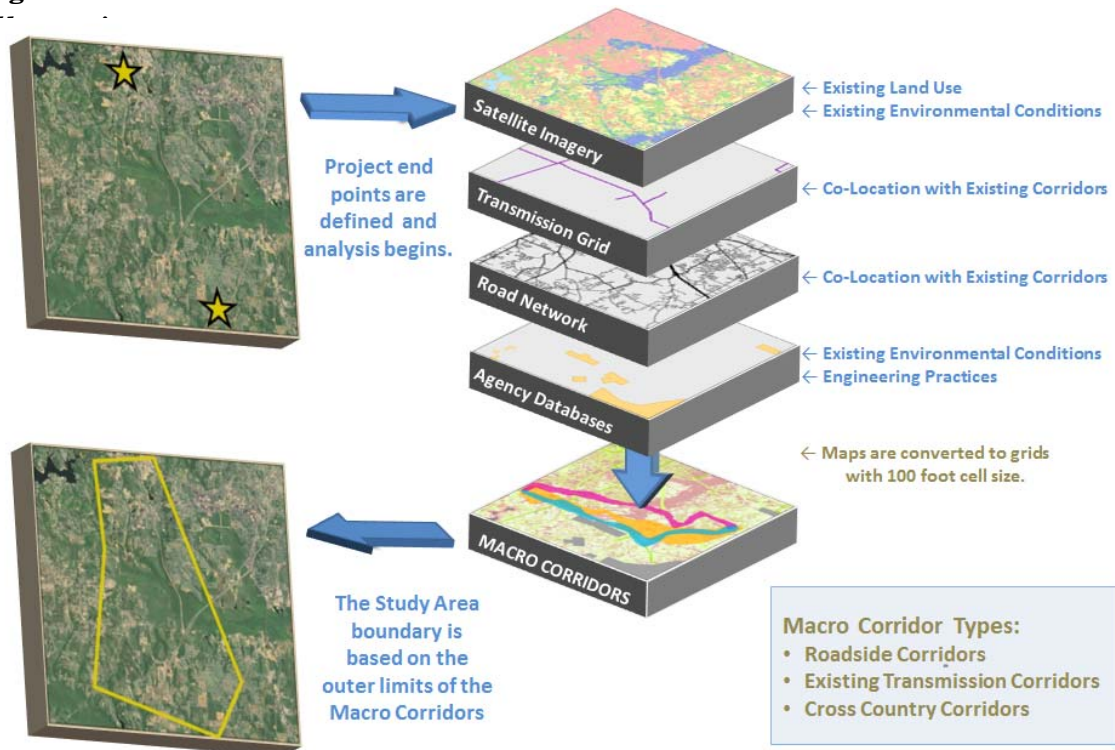 Project end
points are
defined and
analysis begins.
Satellite Imagery
← Existing Land Use
← Existing Environmental Conditions
Transmission Grid
← Co-Location with Existing Corridors
Road Network
← Co-Location with Existing Corridors
Agency Databases
← Existing Environmental Conditions
← Engineering Practices
← Maps are converted to grids
with 100 foot cell size.
MACRO CORRIDORS
The Study Area
boundary is
based on the
outer limits of the
Macro Corridors
Macro Corridor Types:
• Roadside Corridors
• Existing Transmission Corridors
• Cross Country Corridors